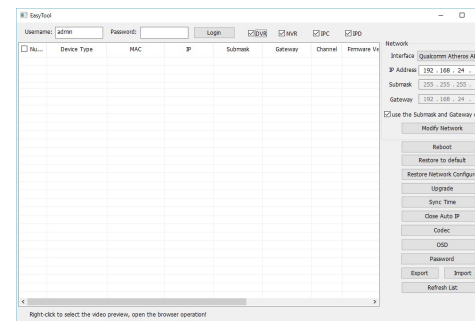 EasyTool
Username: admn Password: Login DVR NVR IPC IPD
Nu... Device Type MAC IP Submask Gateway Channel Firmware Ve
Network
Interface Qualcomm Atheros
IP Address 192 . 168 . 24 .
Submask 255 . 255 . 255 .
Gateway 192 . 168 . 24 .
use the Submask and Gateway
Modify Network
Reboot
Restore to default
Restore Network Configure
Upgrade
Sync Time
Close Auto IP
Codec
OSD
Password
Export Import
Refresh List
Right-click to select the video preview, open the browser operation!